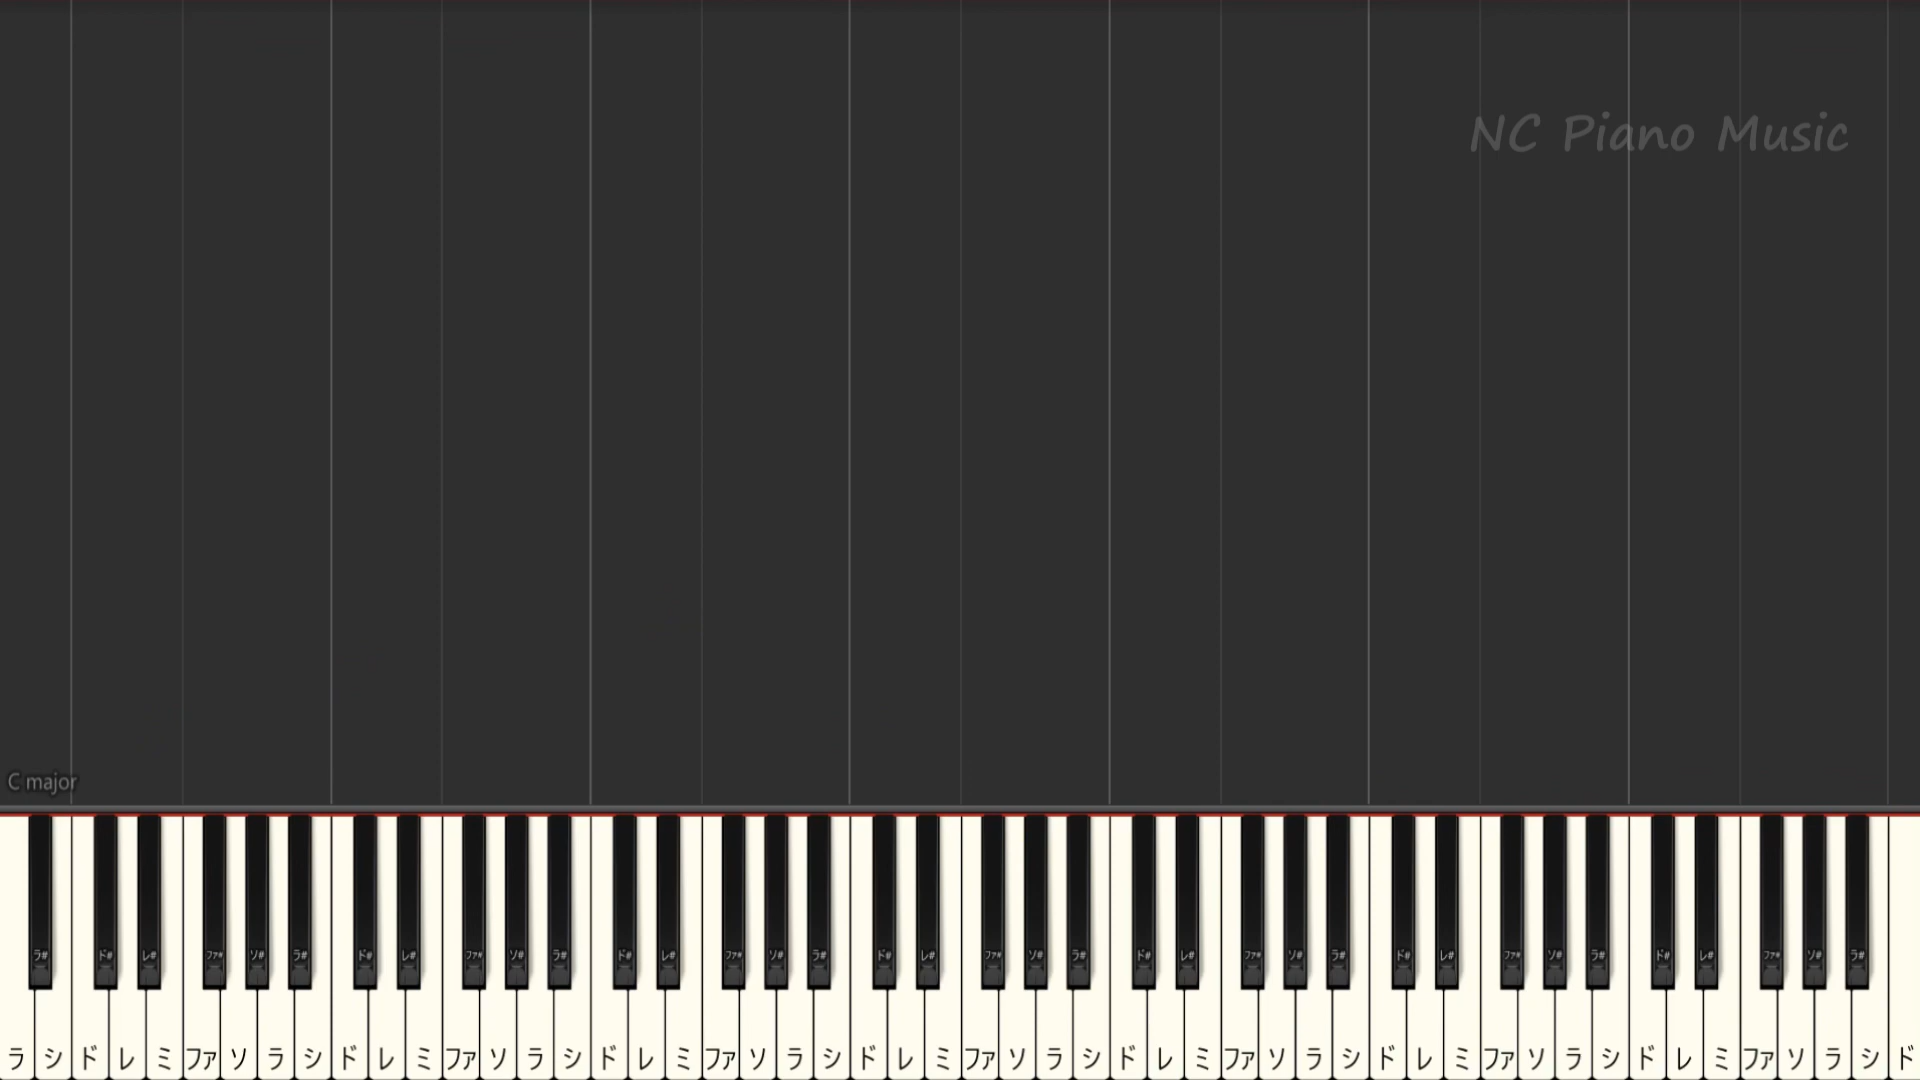 NC Piano Music
C major
ラ# ド# レ# ファ# ソ# ラ# ド# レ# ファ# ソ# ラ# ド# レ# ファ# ソ# ラ# ド# レ# ファ# ソ# ラ# ド# レ# ファ# ソ# ラ# ド# レ# ファ# ソ# ラ# ド# レ# ファ# ソ# ラ#
ラ シ ド レ ミ ファ ソ ラ シ ド レ ミ ファ ソ ラ シ ド レ ミ ファ ソ ラ シ ド レ ミ ファ ソ ラ シ ド レ ミ ファ ソ ラ シ ド レ ミ ファ ソ ラ シ ド レ ミ ファ ソ ラ シ ド